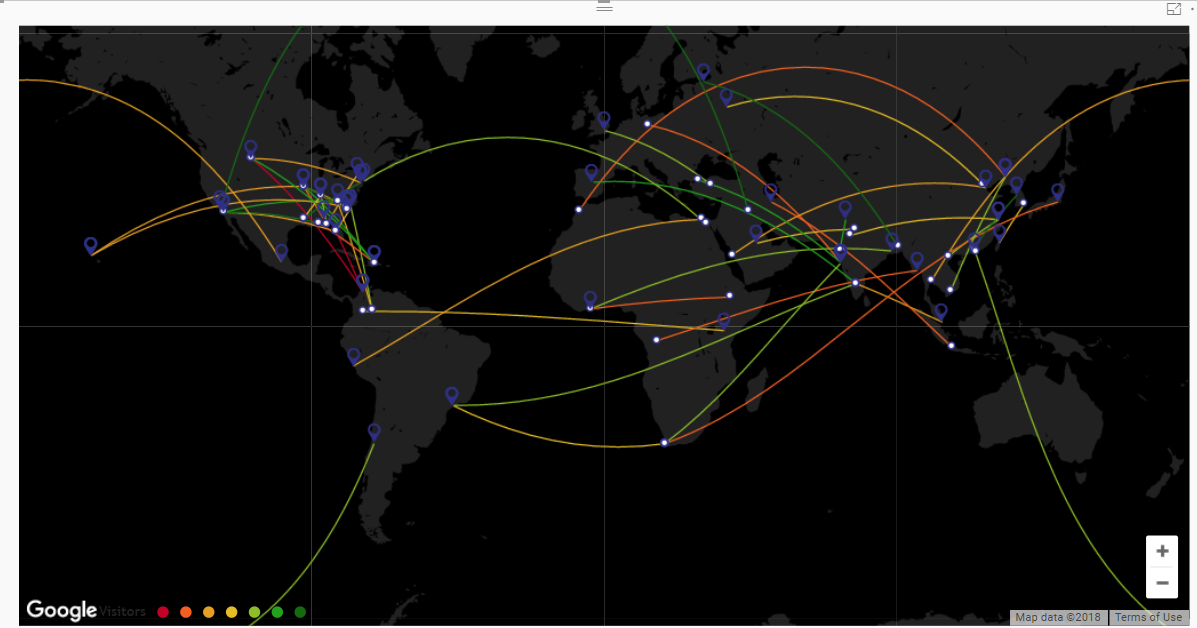 Google
Visitors
+
−
Map data ©2018
Terms of Use